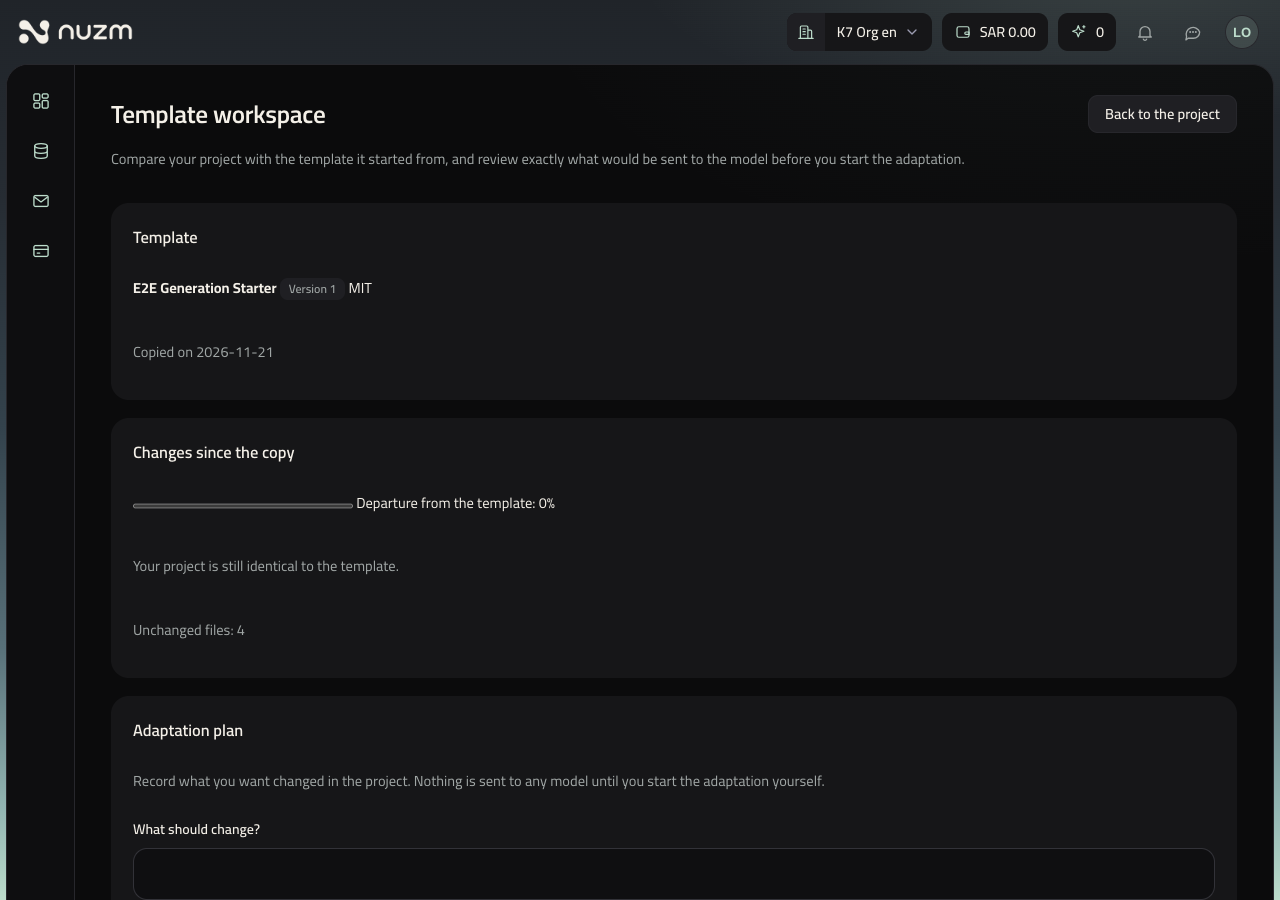 nuzm
K7 Org en
SAR 0.00
0
LO
Template workspace
Back to the project
Compare your project with the template it started from, and review exactly what would be sent to the model before you start the adaptation.
Template
E2E Generation Starter Version 1 MIT
Copied on 2026-11-21
Changes since the copy
Departure from the template: 0%
Your project is still identical to the template.
Unchanged files: 4
Adaptation plan
Record what you want changed in the project. Nothing is sent to any model until you start the adaptation yourself.
What should change?